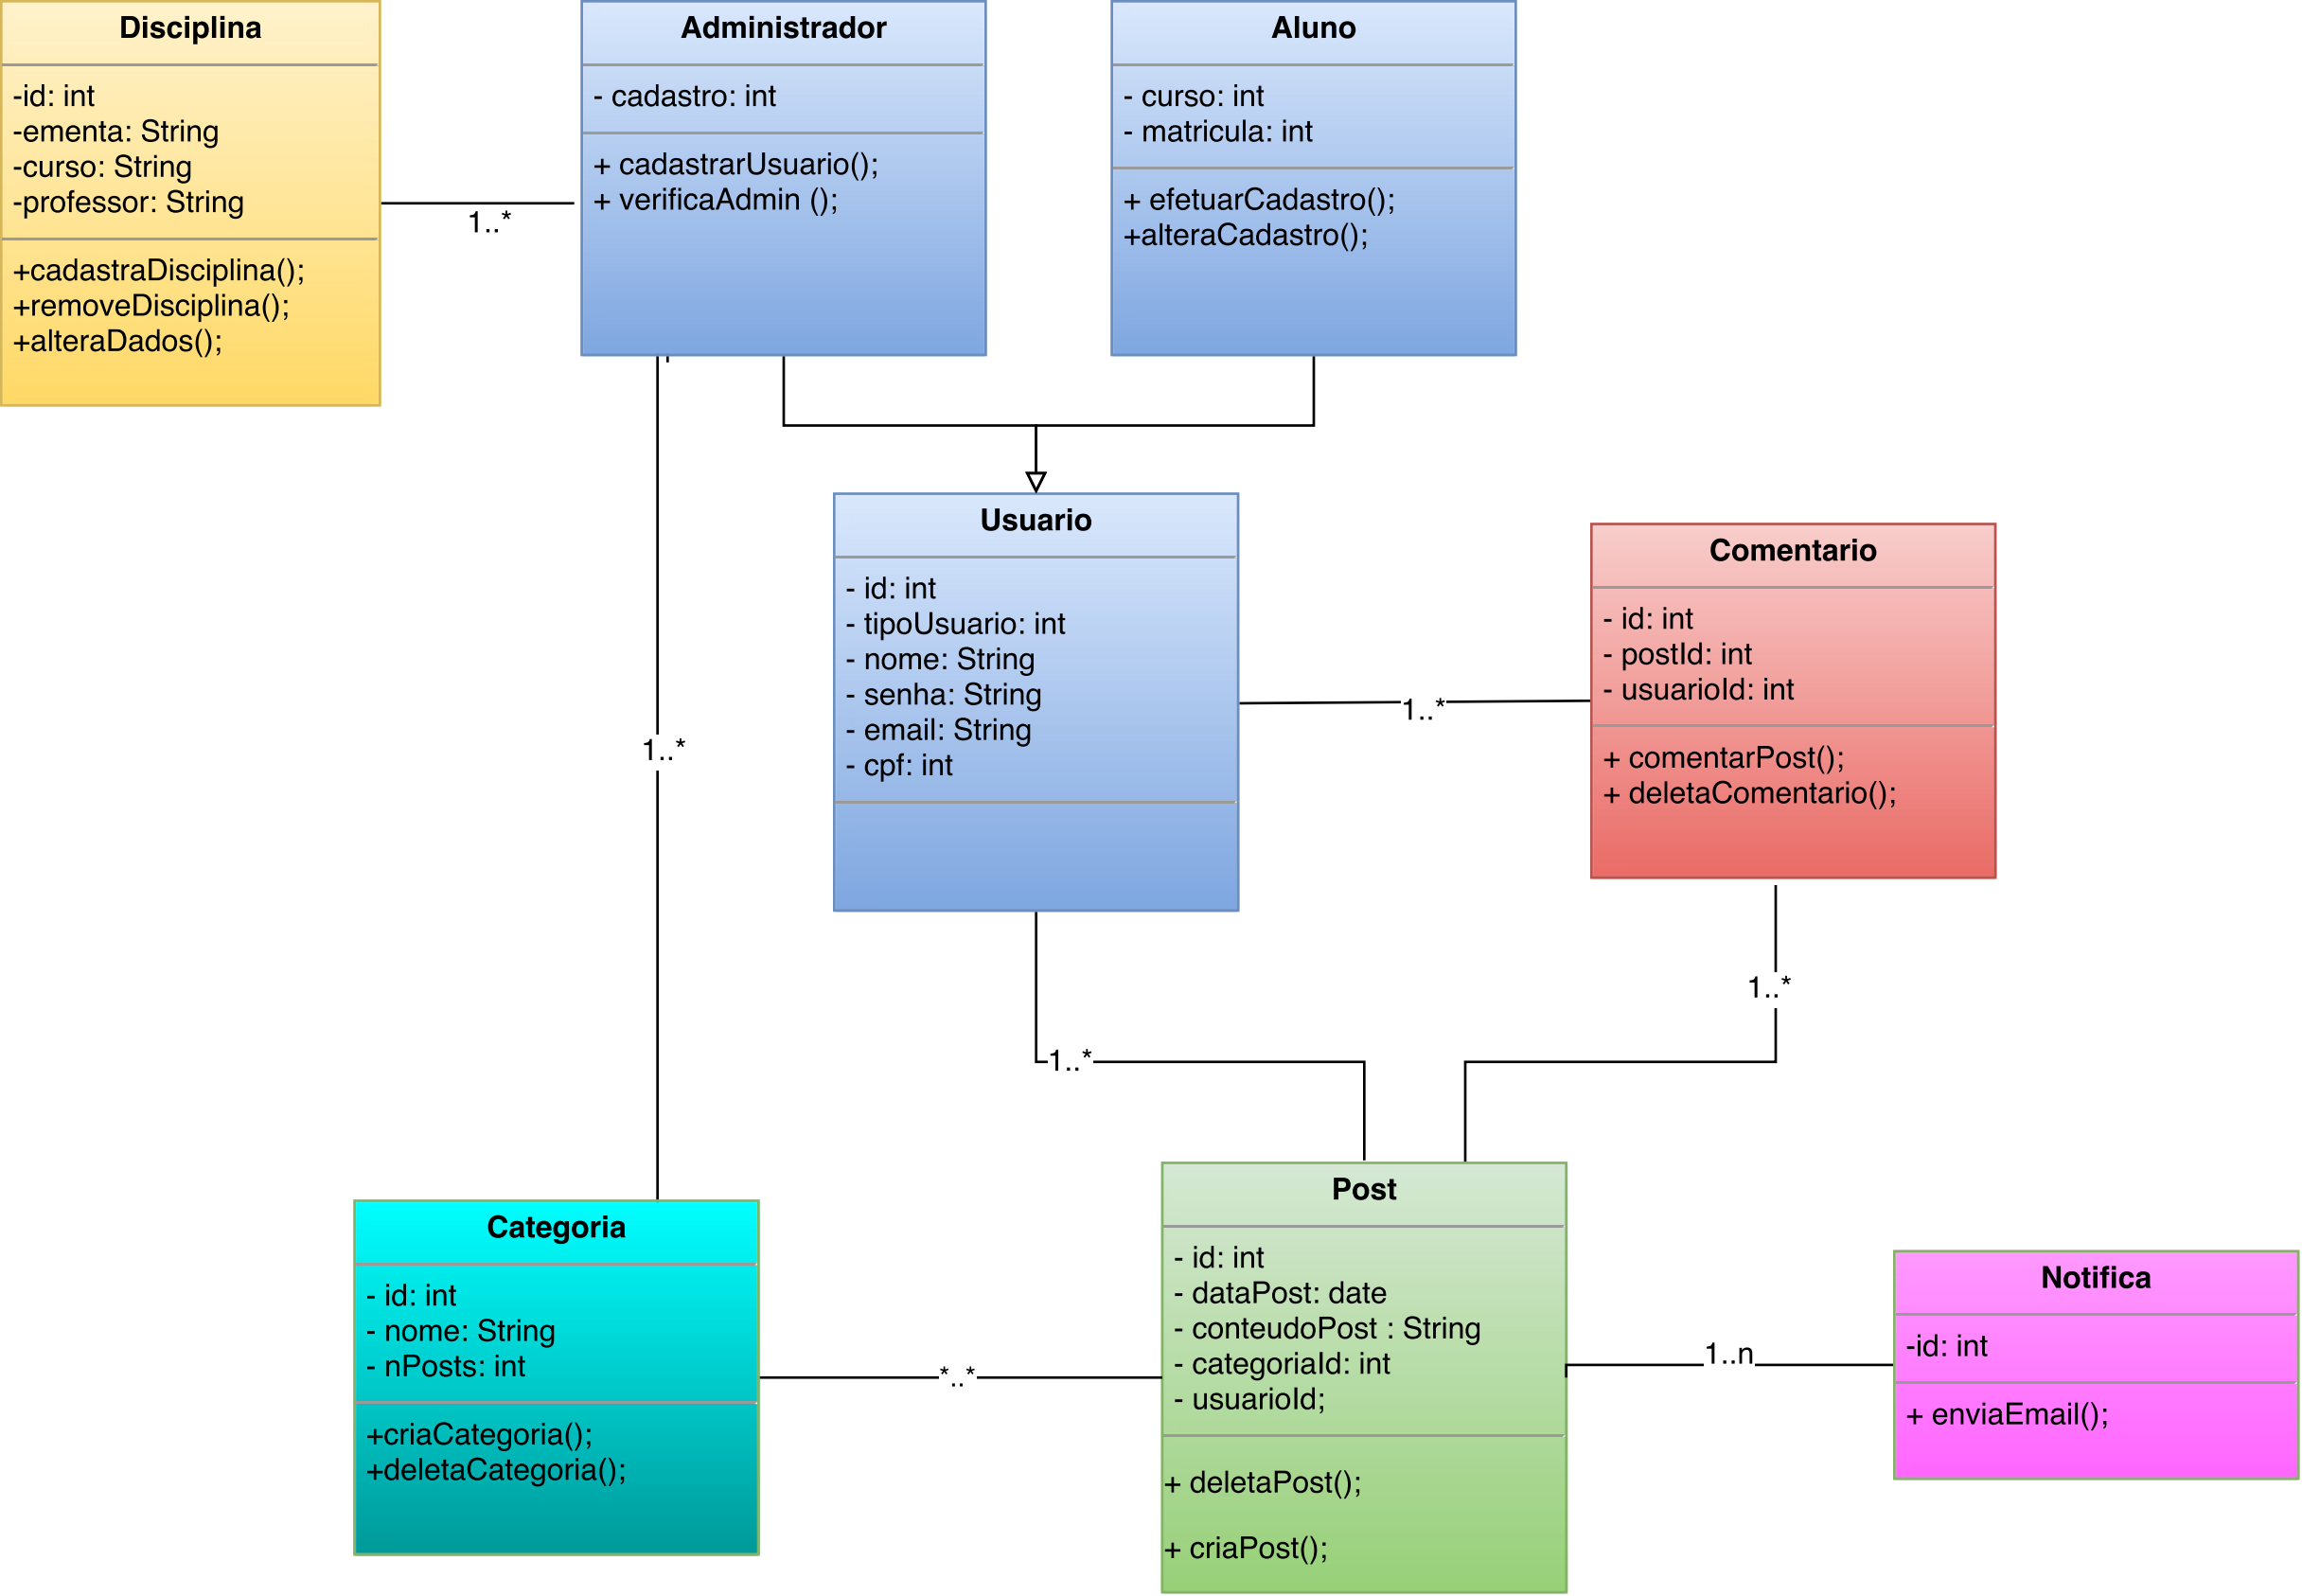 Disciplina
-id: int
-ementa: String
-curso: String
-professor: String
+cadastraDisciplina();
+removeDisciplina();
+alteraDados();
1..*
Administrador
- cadastro: int
+ cadastrarUsuario();
+ verificaAdmin ();
Aluno
- curso: int
- matricula: int
+ efetuarCadastro();
+alteraCadastro();
Usuario
- id: int
- tipoUsuario: int
- nome: String
- senha: String
- email: String
- cpf: int
1..*
Comentario
- id: int
- postId: int
- usuarioId: int
+ comentarPost();
+ deletaComentario();
1..*
1..*
1..*
Categoria
- id: int
- nome: String
- nPosts: int
+criaCategoria();
+deletaCategoria();
*..*
Post
- id: int
- dataPost: date
- conteudoPost : String
- categoriaId: int
- usuarioId;
+ deletaPost();
+ criaPost();
1..n
Notifica
-id: int
+ enviaEmail();